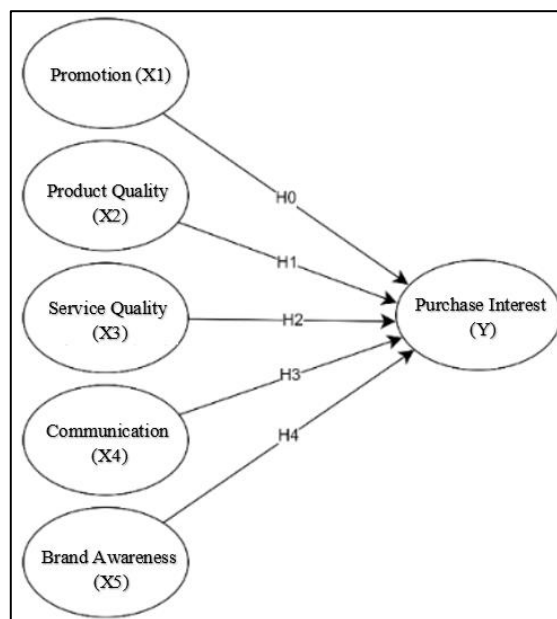 Promotion (X1)
H0
Product Quality
(X2)
H1
Service Quality
(X3)
H2
Purchase Interest
(Y)
Communication
(X4)
H3
H4
Brand Awareness
(X5)